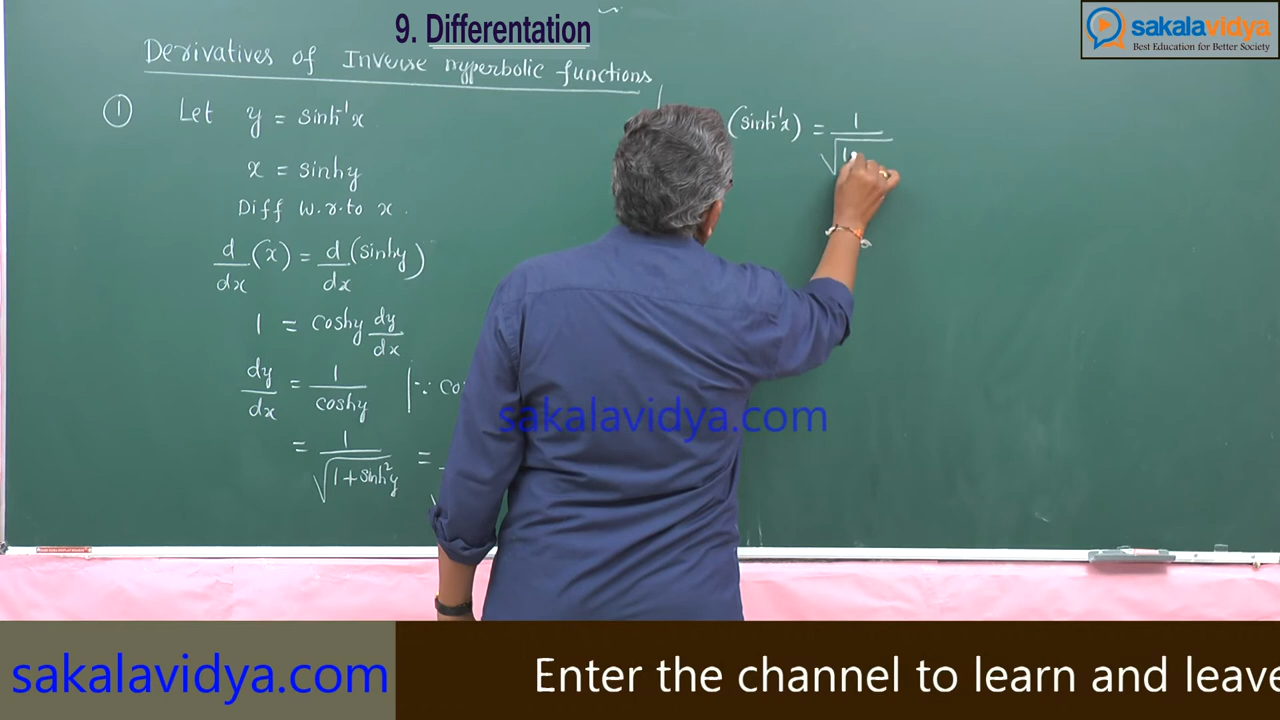 9. Differentation
sakalavidya
Best Education for Better Society
Derivatives of Inverse Hyperbolic functions
① Let y = sinh⁻¹x
x = sinhy
Diff w.r.to x.
d/dx (x) = d/dx (sinhy)
1 = coshy dy/dx
dy/dx = 1/coshy | ∵
= 1/√(1+sinh²y) =
(sinh⁻¹x) = 1/√1
sakalavidya.com
sakalavidya.com
Enter the channel to learn and leave